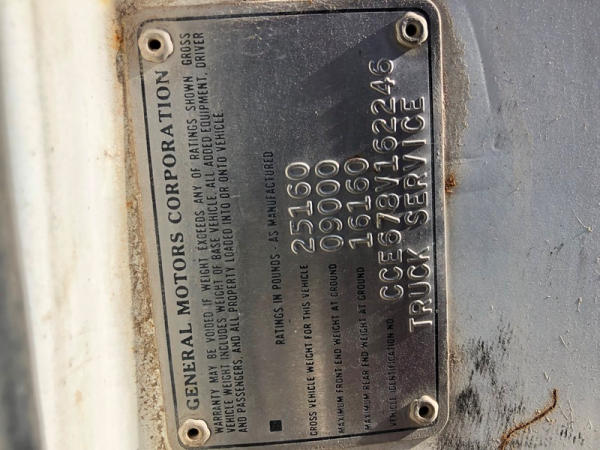 GENERAL MOTORS CORPORATION
WARRANTY MAY BE VOIDED IF WEIGHT EXCEEDS ANY OF RATINGS SHOWN GROSS
VEHICLE WEIGHT INCLUDES WEIGHT OF BASE VEHICLE, ALL ADDED EQUIPMENT, DRIVER
AND PASSENGERS, AND ALL PROPERTY LOADED INTO OR ONTO VEHICLE
RATINGS IN POUNDS - AS MANUFACTURED
GROSS VEHICLE WEIGHT FOR THIS VEHICLE 25160
MAXIMUM FRONT END WEIGHT AT GROUND 09000
MAXIMUM REAR END WEIGHT AT GROUND 16160
VEHICLE IDENTIFICATION NO CCE678V162246
TRUCK SERVICE